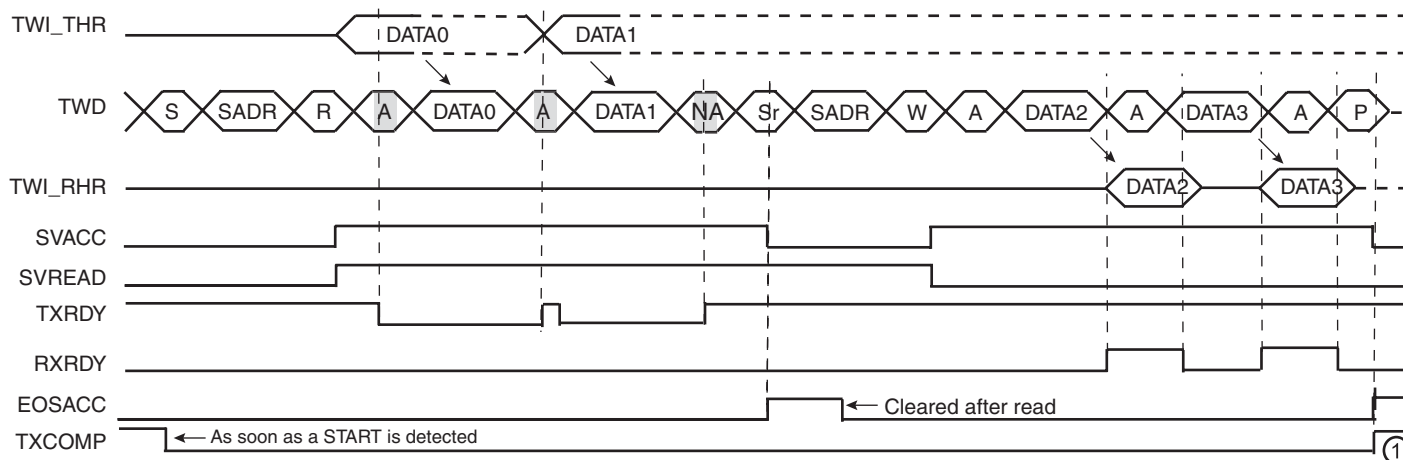 TWI_THR DATA0 DATA1
TWD S SADR R A DATA0 A DATA1 NA Sr SADR W A DATA2 A DATA3 A P
TWI_RHR DATA2 DATA3
SVACC
SVREAD
TXRDY
RXRDY
EOSACC Cleared after read
TXCOMP As soon as a START is detected 1